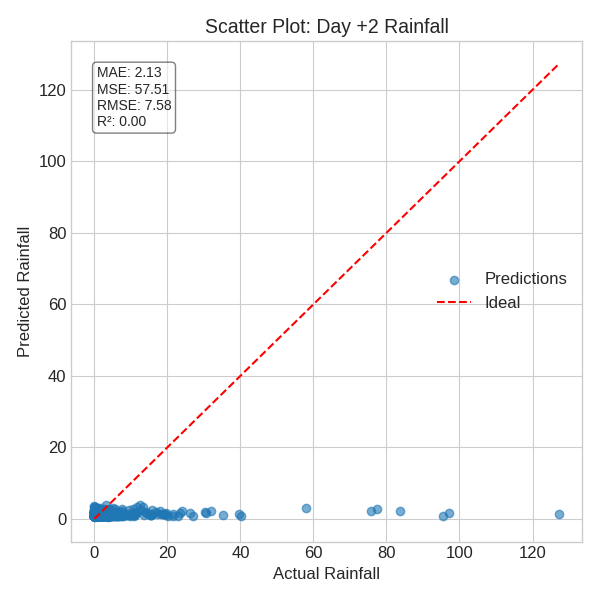 Scatter Plot: Day +2 Rainfall
MAE: 2.13
MSE: 57.51
RMSE: 7.58
R²: 0.00
Predictions
Ideal
Predicted Rainfall
120
100
80
60
40
20
0
0 20 40 60 80 100 120
Actual Rainfall